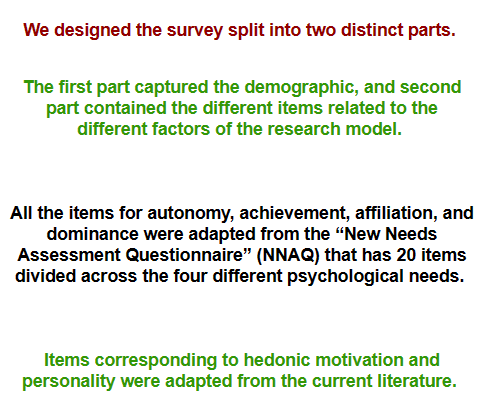 We designed the survey split into two distinct parts.
The first part captured the demographic, and second
part contained the different items related to the
different factors of the research model.
All the items for autonomy, achievement, affiliation, and
dominance were adapted from the “New Needs
Assessment Questionnaire” (NNAQ) that has 20 items
divided across the four different psychological needs.
Items corresponding to hedonic motivation and
personality were adapted from the current literature.